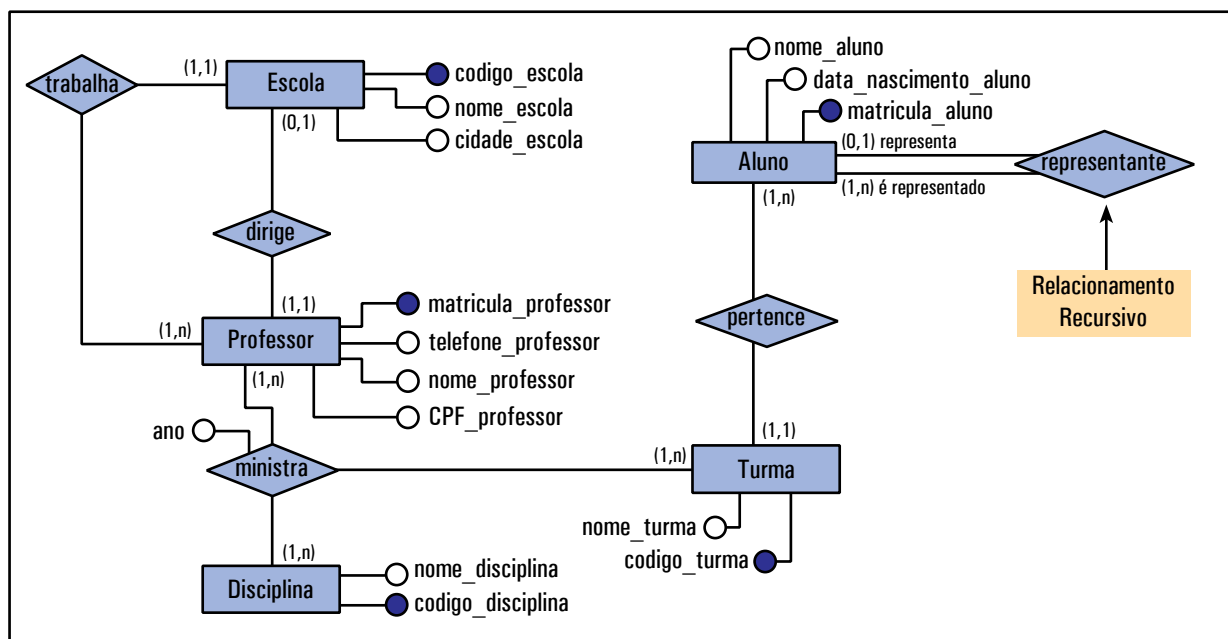 trabalha
(1,1)
Escola
codigo_escola
nome_escola
cidade_escola
(0,1)
dirige
(1,1)
(1,n)
Professor
matricula_professor
telefone_professor
nome_professor
CPF_professor
(1,n)
ano
ministra
(1,n)
(1,n)
Disciplina
nome_disciplina
codigo_disciplina
nome_aluno
data_nascimento_aluno
matricula_aluno
Aluno
(0,1) representa
(1,n) é representado
representante
(1,n)
Relacionamento
Recursivo
pertence
(1,1)
Turma
nome_turma
codigo_turma